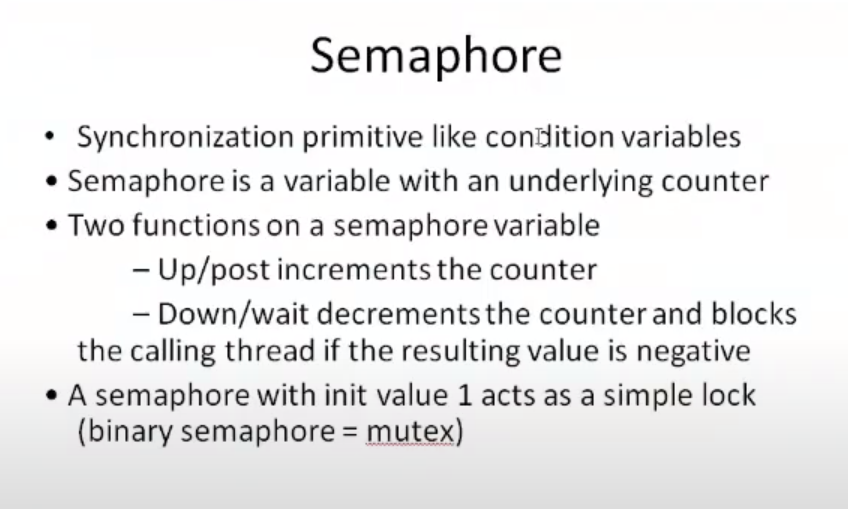 Semaphore
• Synchronization primitive like condition variables
• Semaphore is a variable with an underlying counter
• Two functions on a semaphore variable
– Up/post increments the counter
– Down/wait decrements the counter and blocks
the calling thread if the resulting value is negative
• A semaphore with init value 1 acts as a simple lock
(binary semaphore = mutex)